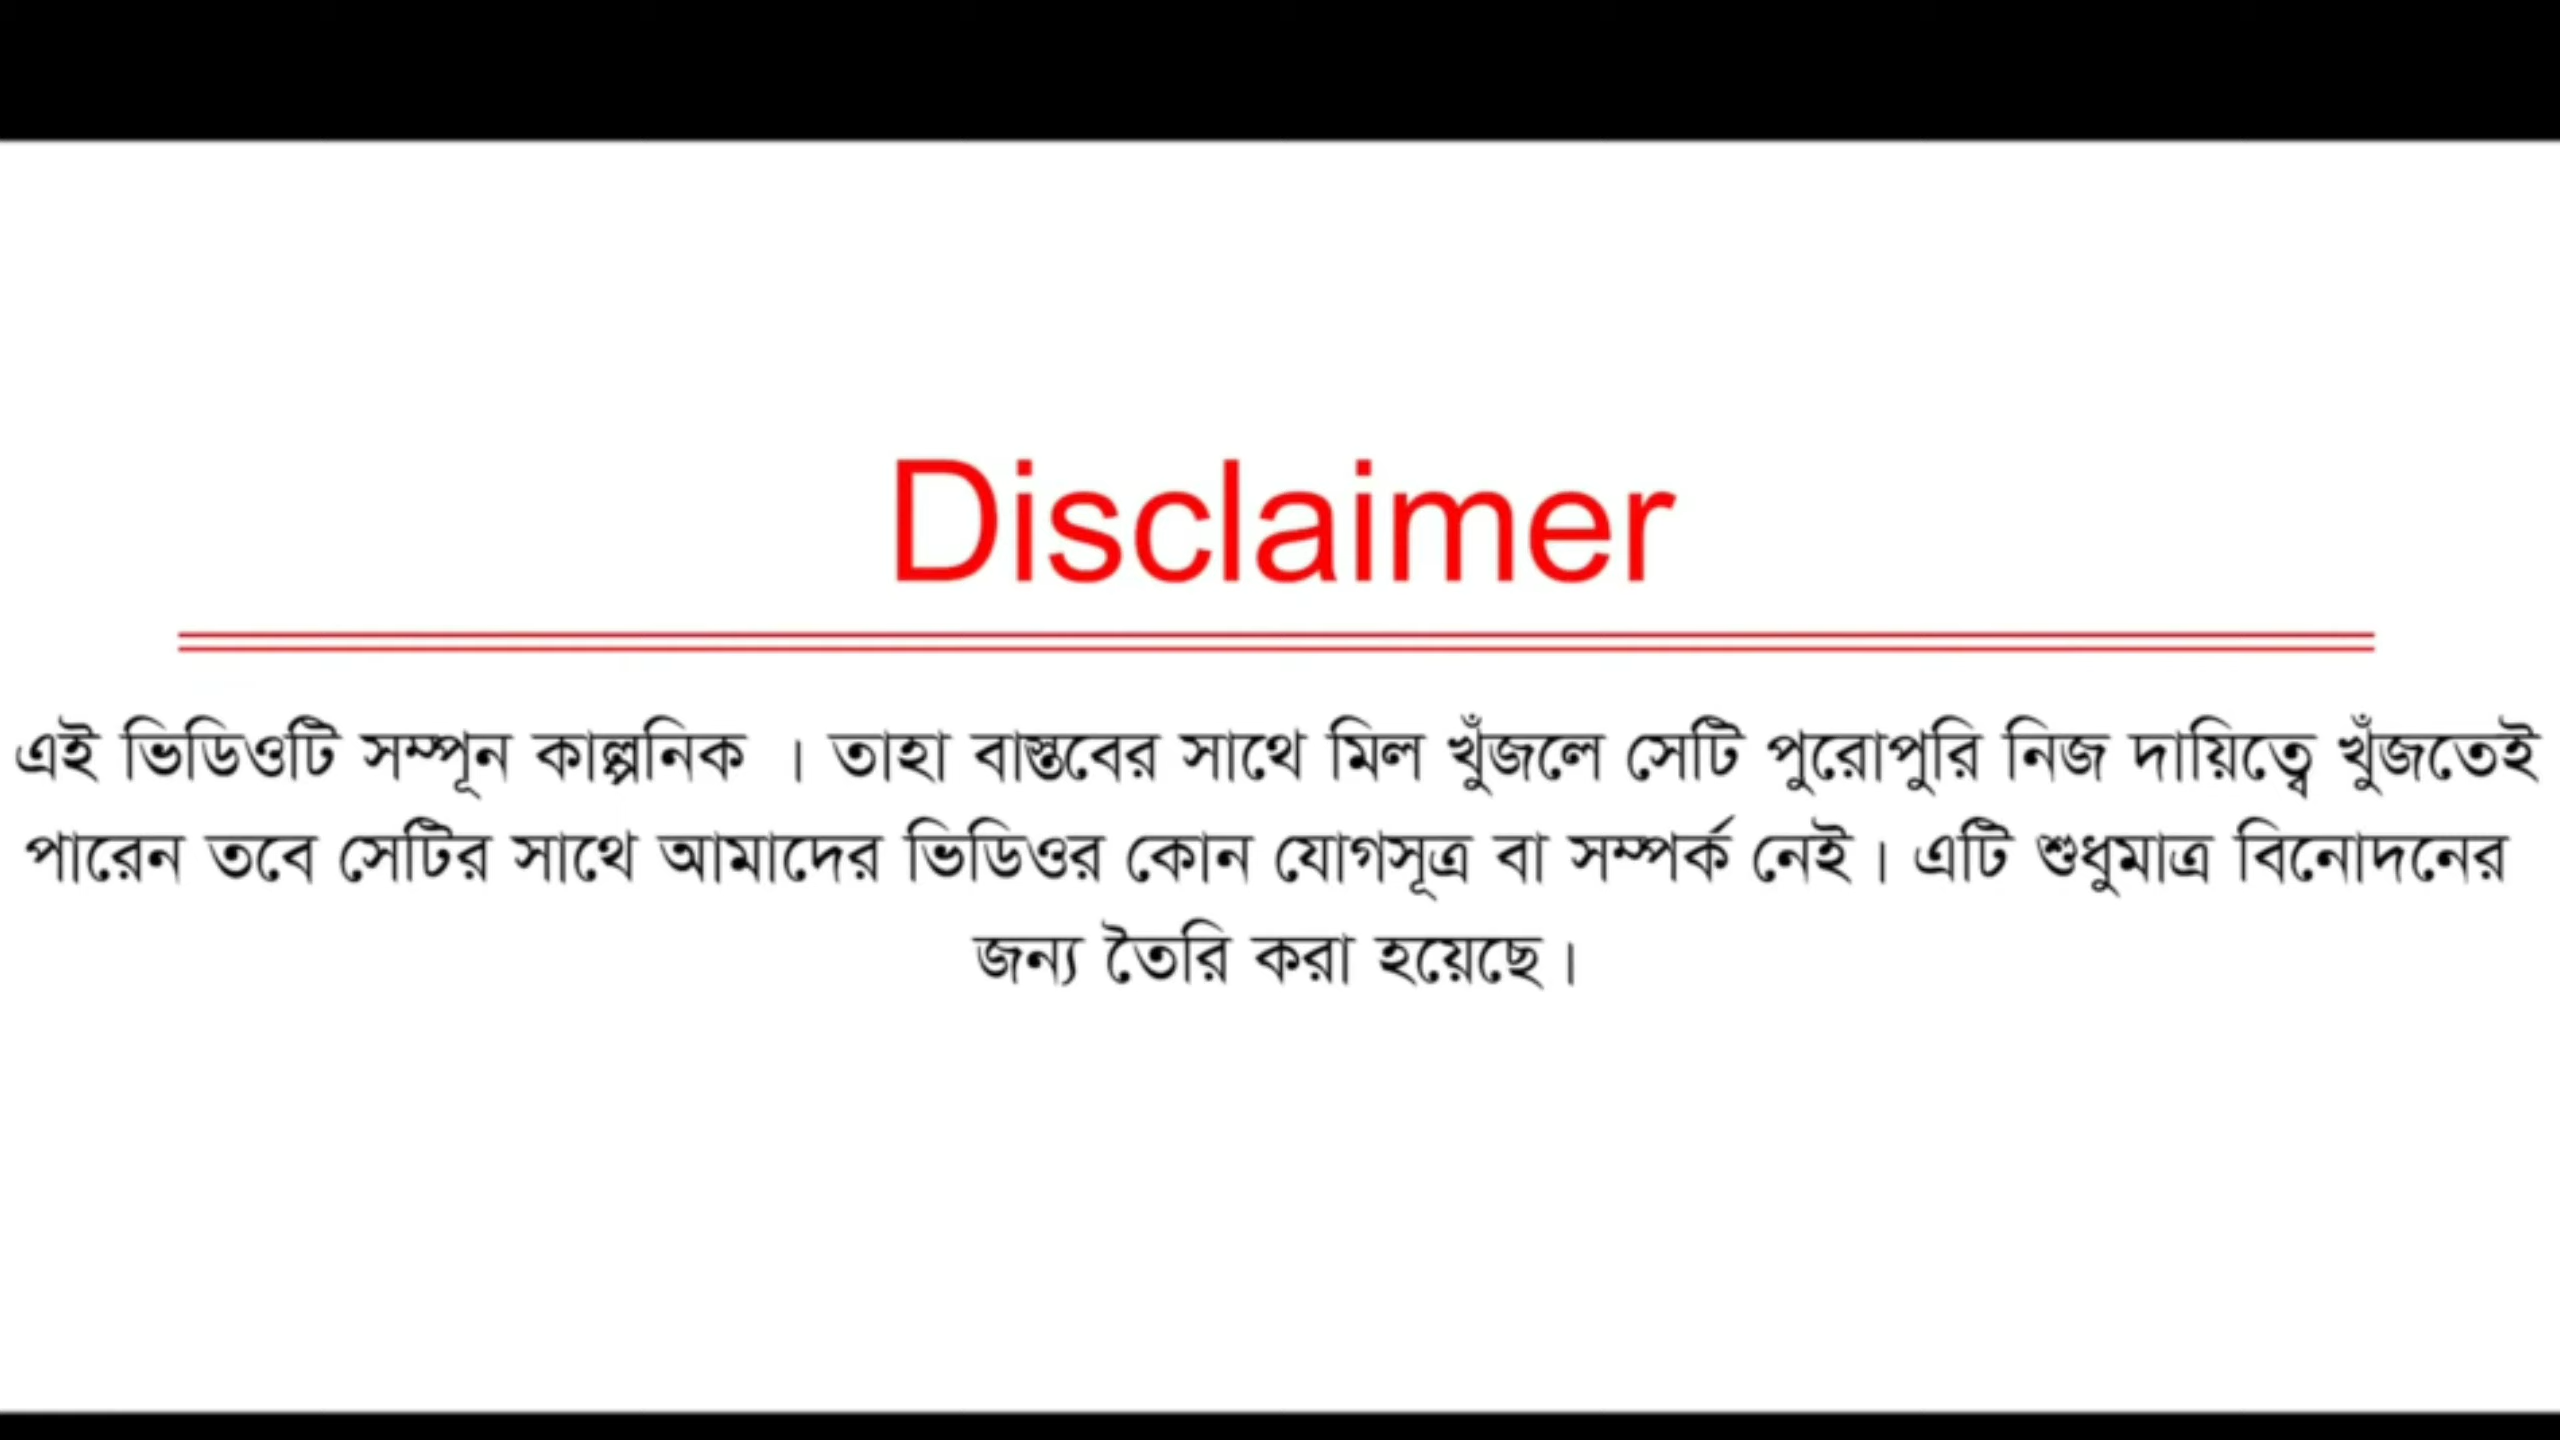 Disclaimer
এই ভিডিওটি সম্পূন কাল্পনিক । তাহা বাস্তবের সাথে মিল খুঁজলে সেটি পুরোপুরি নিজ দায়িত্বে খুঁজতেই
পারেন তবে সেটির সাথে আমাদের ভিডিওর কোন যোগসূত্র বা সম্পর্ক নেই। এটি শুধুমাত্র বিনোদনের
জন্য তৈরি করা হয়েছে।